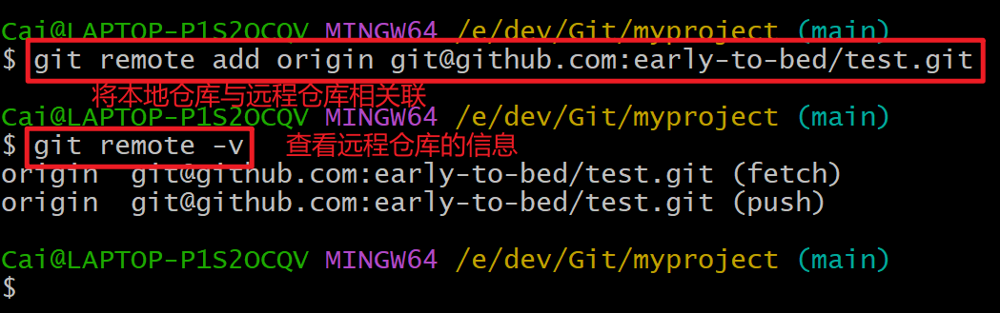 Cai@LAPTOP-P1S2OCQV MINGW64 /e/dev/Git/myproject (main)
$ git remote add origin git@github.com:early-to-bed/test.git
将本地仓库与远程仓库相关联
Cai@LAPTOP-P1S2OCQV MINGW64 /e/dev/Git/myproject (main)
$ git remote -v 查看远程仓库的信息
origin  git@github.com:early-to-bed/test.git (fetch)
origin  git@github.com:early-to-bed/test.git (push)
Cai@LAPTOP-P1S2OCQV MINGW64 /e/dev/Git/myproject (main)
$